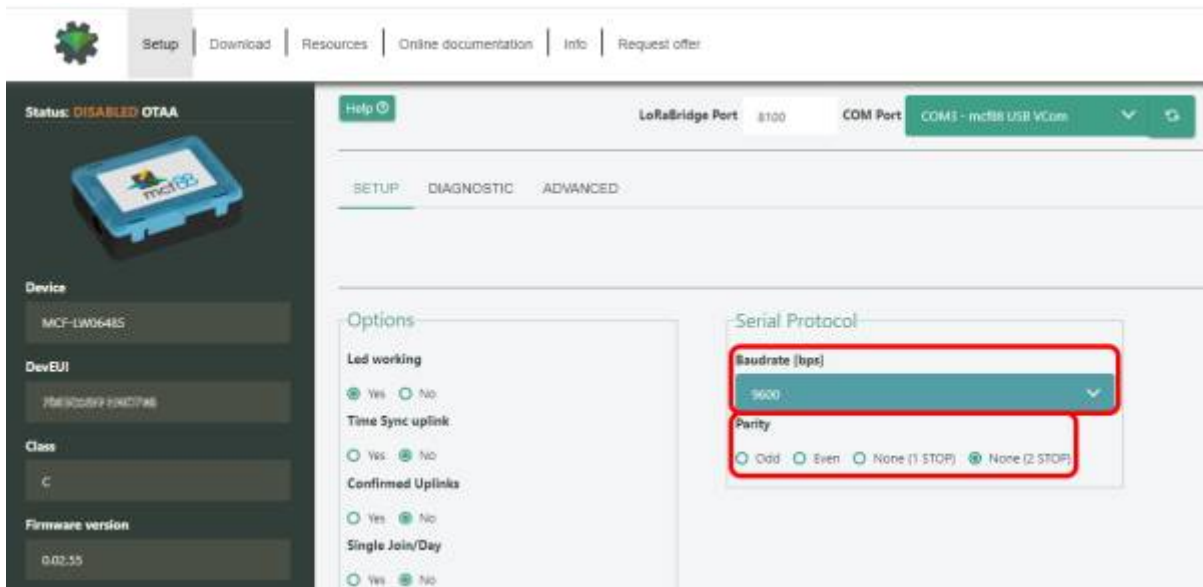 Setup Download Resources Online documentation Info Request offer
Status: DISABLED OTAA
mcf88
Device
MCF-LW06485
DevEUI
Class
C
Firmware version
0.02.55
Help
LoRaBridge Port 8100 COM Port COM3 - mcf88 USB VCom
SETUP DIAGNOSTIC ADVANCED
Options
Led working
Yes No
Time Sync uplink
Yes No
Confirmed Uplinks
Yes No
Single Join/Day
Yes No
Serial Protocol
Baudrate [bps]
9600
Parity
Odd Even None (1 STOP) None (2 STOP)